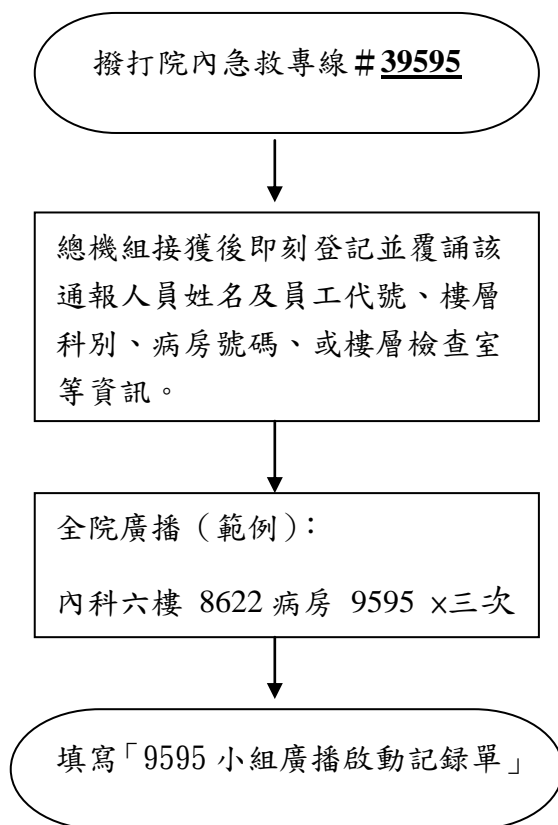 撥打院內急救專線＃39595
總機組接獲後即刻登記並覆誦該
通報人員姓名及員工代號、樓層
科別、病房號碼、或樓層檢查室
等資訊。
全院廣播（範例）：
內科六樓 8622 病房 9595 ×三次
填寫「9595 小組廣播啟動記錄單」